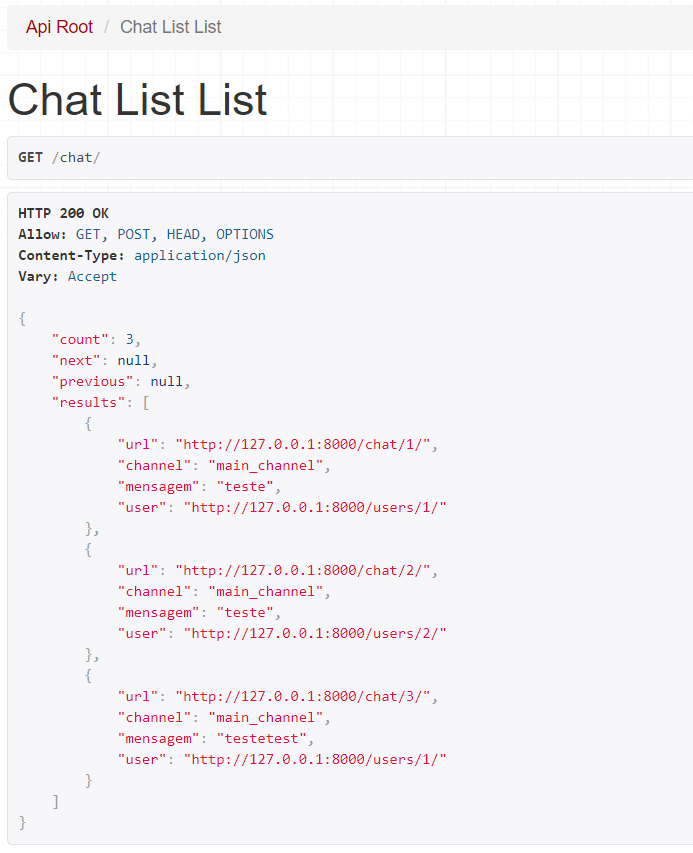 Api Root / Chat List List
Chat List List
GET /chat/
HTTP 200 OK
Allow: GET, POST, HEAD, OPTIONS
Content-Type: application/json
Vary: Accept
{
    "count": 3,
    "next": null,
    "previous": null,
    "results": [
        {
            "url": "http://127.0.0.1:8000/chat/1/",
            "channel": "main_channel",
            "mensagem": "teste",
            "user": "http://127.0.0.1:8000/users/1/"
        },
        {
            "url": "http://127.0.0.1:8000/chat/2/",
            "channel": "main_channel",
            "mensagem": "teste",
            "user": "http://127.0.0.1:8000/users/2/"
        },
        {
            "url": "http://127.0.0.1:8000/chat/3/",
            "channel": "main_channel",
            "mensagem": "testetest",
            "user": "http://127.0.0.1:8000/users/1/"
        }
    ]
}